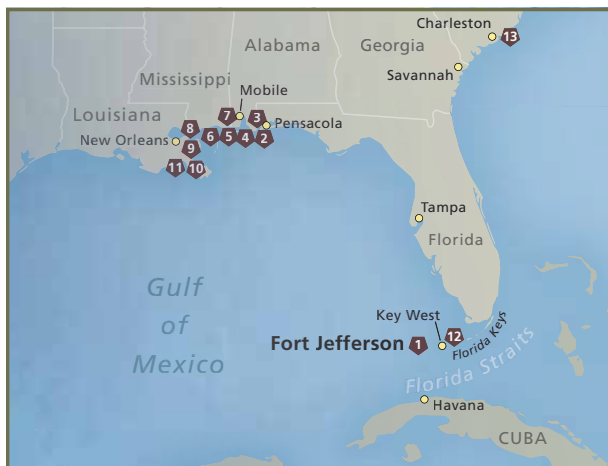 Charleston
13
Alabama
Georgia
Savannah
Mississippi
Mobile
Louisiana
7
3
Pensacola
8
New Orleans
6
5
4
2
9
11
10
Tampa
Florida
Gulf
of
Mexico
Key West
12
Fort Jefferson
1
Florida Keys
Florida Straits
Havana
CUBA